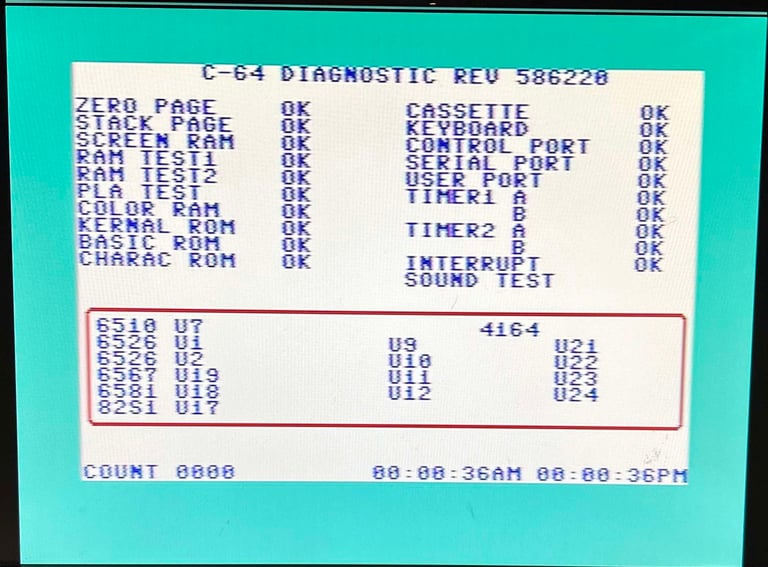 C-64 DIAGNOSTIC REV 586220
ZERO PAGE OK
STACK PAGE OK
SCREEN RAM OK
RAM TEST1 OK
RAM TEST2 OK
PLA TEST OK
COLOR RAM OK
KERNAL ROM OK
BASIC ROM OK
CHARAC ROM OK
CASSETTE OK
KEYBOARD OK
CONTROL PORT OK
SERIAL PORT OK
USER PORT OK
TIMER1 A OK
B OK
TIMER2 A OK
B OK
INTERRUPT OK
SOUND TEST
6510 U7
6526 U1
6526 U2
6567 U19
6581 U18
82S1 U17
4164
U9 U21
U10 U22
U11 U23
U12 U24
COUNT 0000 00:00:36AM 00:00:36PM